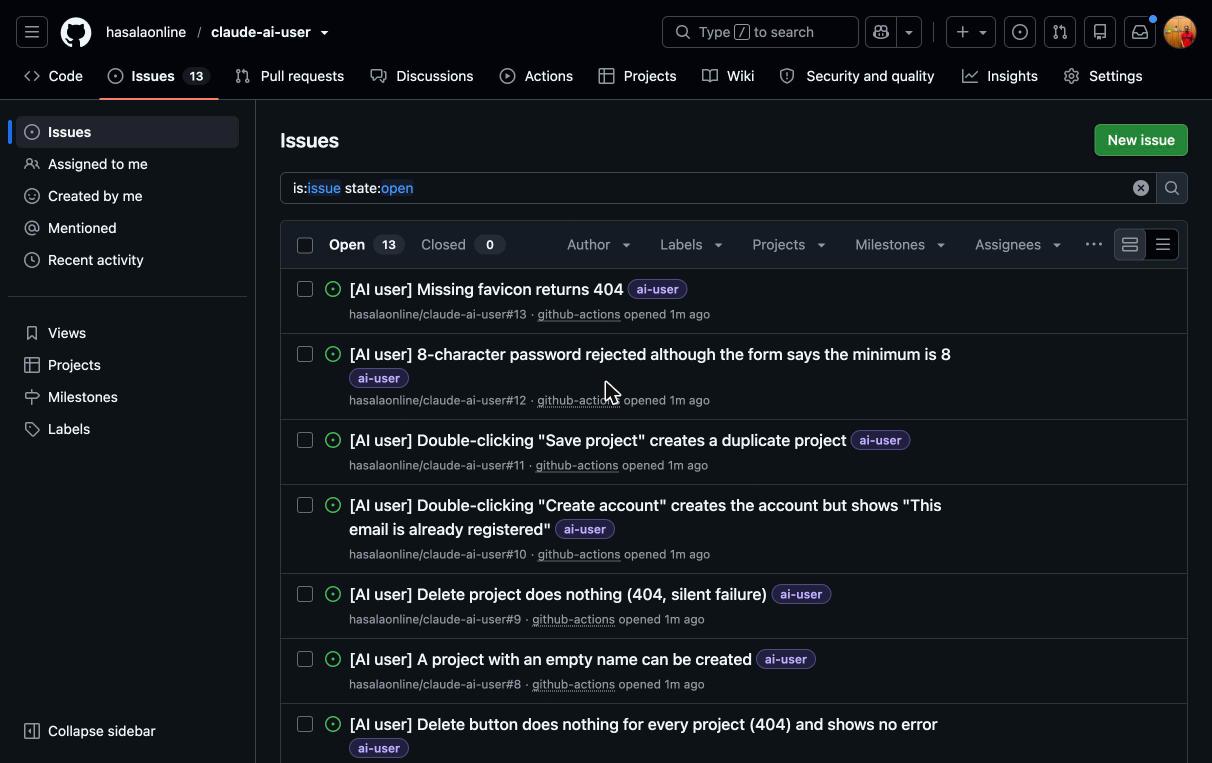 hasalaonline / claude-ai-user
Type / to search
Code
Issues 13
Pull requests
Discussions
Actions
Projects
Wiki
Security and quality
Insights
Settings
Issues
Assigned to me
Created by me
Mentioned
Recent activity
Views
Projects
Milestones
Labels
Collapse sidebar
Issues
New issue
is:issue state:open
Open 13 Closed 0 Author Labels Projects Milestones Assignees
[AI user] Missing favicon returns 404 ai-user
hasalaonline/claude-ai-user#13 · github-actions opened 1m ago
[AI user] 8-character password rejected although the form says the minimum is 8
ai-user
hasalaonline/claude-ai-user#12 · github-actions opened 1m ago
[AI user] Double-clicking "Save project" creates a duplicate project ai-user
hasalaonline/claude-ai-user#11 · github-actions opened 1m ago
[AI user] Double-clicking "Create account" creates the account but shows "This
email is already registered" ai-user
hasalaonline/claude-ai-user#10 · github-actions opened 1m ago
[AI user] Delete project does nothing (404, silent failure) ai-user
hasalaonline/claude-ai-user#9 · github-actions opened 1m ago
[AI user] A project with an empty name can be created ai-user
hasalaonline/claude-ai-user#8 · github-actions opened 1m ago
[AI user] Delete button does nothing for every project (404) and shows no error
ai-user